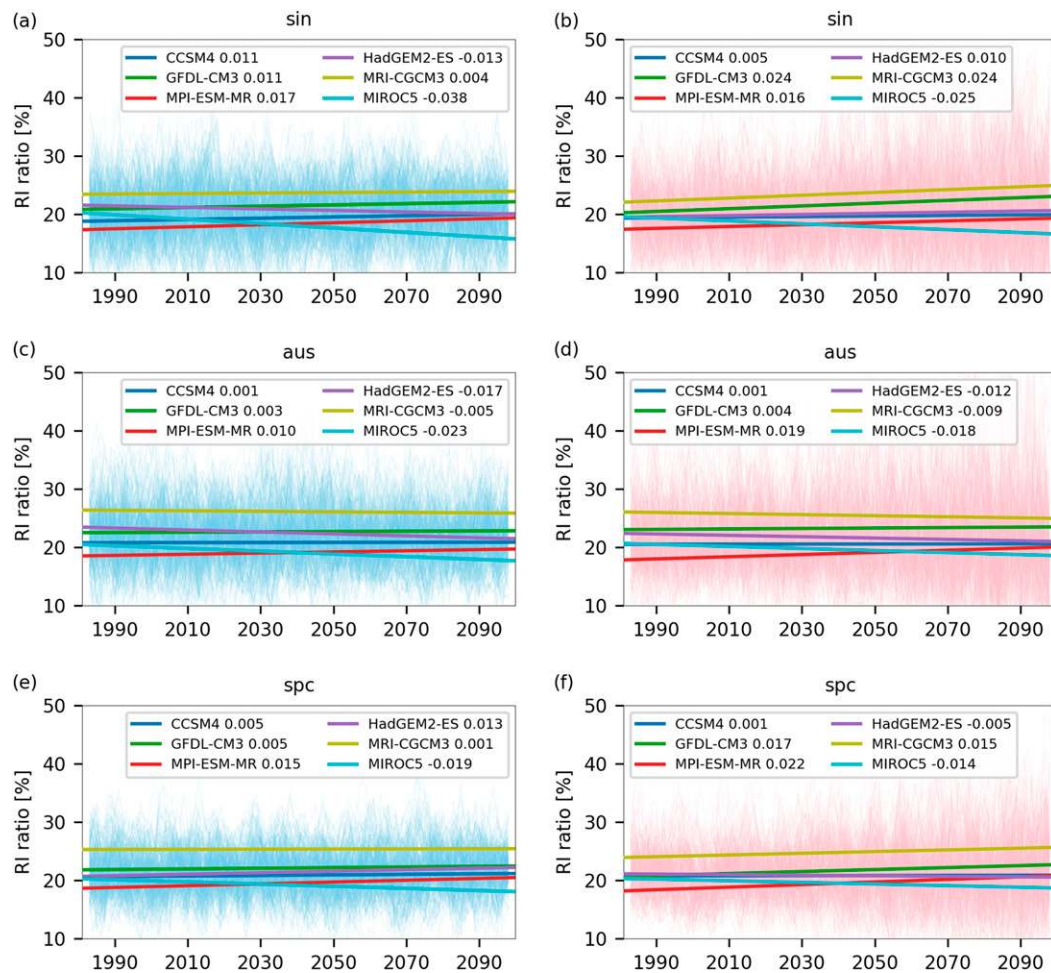 (a) sin
CCSM4 0.011 HadGEM2-ES -0.013
GFDL-CM3 0.011 MRI-CGCM3 0.004
MPI-ESM-MR 0.017 MIROC5 -0.038
RI ratio [%]
50
40
30
20
10
1990 2010 2030 2050 2070 2090
(b) sin
CCSM4 0.005 HadGEM2-ES 0.010
GFDL-CM3 0.024 MRI-CGCM3 0.024
MPI-ESM-MR 0.016 MIROC5 -0.025
RI ratio [%]
50
40
30
20
10
1990 2010 2030 2050 2070 2090
(c) aus
CCSM4 0.001 HadGEM2-ES -0.017
GFDL-CM3 0.003 MRI-CGCM3 -0.005
MPI-ESM-MR 0.010 MIROC5 -0.023
RI ratio [%]
50
40
30
20
10
1990 2010 2030 2050 2070 2090
(d) aus
CCSM4 0.001 HadGEM2-ES -0.012
GFDL-CM3 0.004 MRI-CGCM3 -0.009
MPI-ESM-MR 0.019 MIROC5 -0.018
RI ratio [%]
50
40
30
20
10
1990 2010 2030 2050 2070 2090
(e) spc
CCSM4 0.005 HadGEM2-ES 0.013
GFDL-CM3 0.005 MRI-CGCM3 0.001
MPI-ESM-MR 0.015 MIROC5 -0.019
RI ratio [%]
50
40
30
20
10
1990 2010 2030 2050 2070 2090
(f) spc
CCSM4 0.001 HadGEM2-ES -0.005
GFDL-CM3 0.017 MRI-CGCM3 0.015
MPI-ESM-MR 0.022 MIROC5 -0.014
RI ratio [%]
50
40
30
20
10
1990 2010 2030 2050 2070 2090